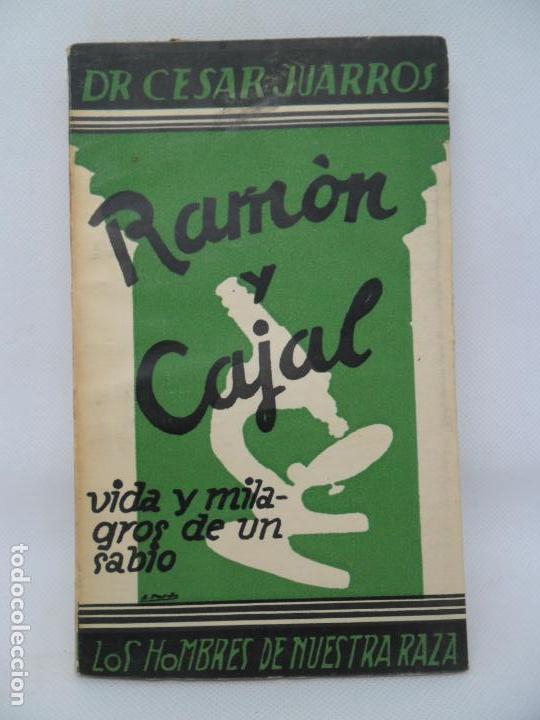 DR CESAR JUARROS
Ramòn
y
Cajal
vida y mila-
gros de un
sabio
LOS HOMBRES DE NUESTRA RAZA
todocoleccion